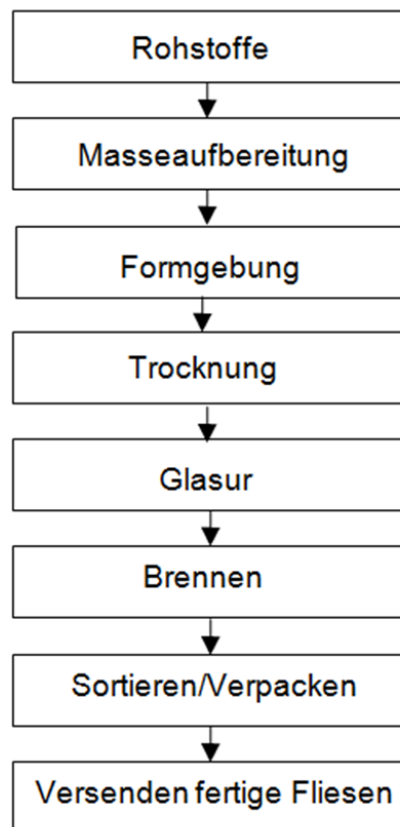 Rohstoffe
Masseaufbereitung
Formgebung
Trocknung
Glasur
Brennen
Sortieren/Verpacken
Versenden fertige Fliesen